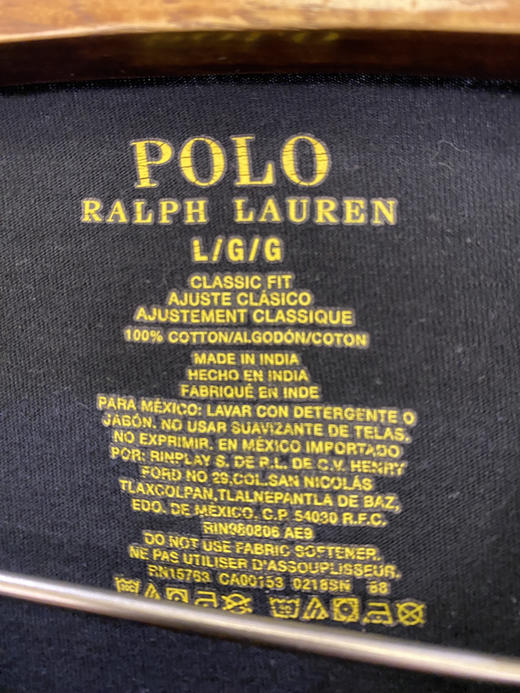 POLO
RALPH LAUREN
L/G/G
CLASSIC FIT
AJUSTE CLÁSICO
AJUSTEMENT CLASSIQUE
100% COTTON/ALGODÓN/COTON
MADE IN INDIA
HECHO EN INDIA
FABRIQUÉ EN INDE
PARA MÉXICO: LAVAR CON DETERGENTE O
JABÓN. NO USAR SUAVIZANTE DE TELAS.
NO EXPRIMIR. EN MÉXICO IMPORTADO
POR: RINPLAY S. DE R.L. DE C.V. HENRY
FORD NO 29,COL.SAN NICOLÁS
TLAXCOLPAN,TLALNEPANTLA DE BAZ,
EDO. DE MÉXICO. C.P. 54030 R.F.C.
RIN980806 AE9
DO NOT USE FABRIC SOFTENER.
NE PAS UTILISER D'ASSOUPLISSEUR.
RN15763 CA00153 0218SN 88